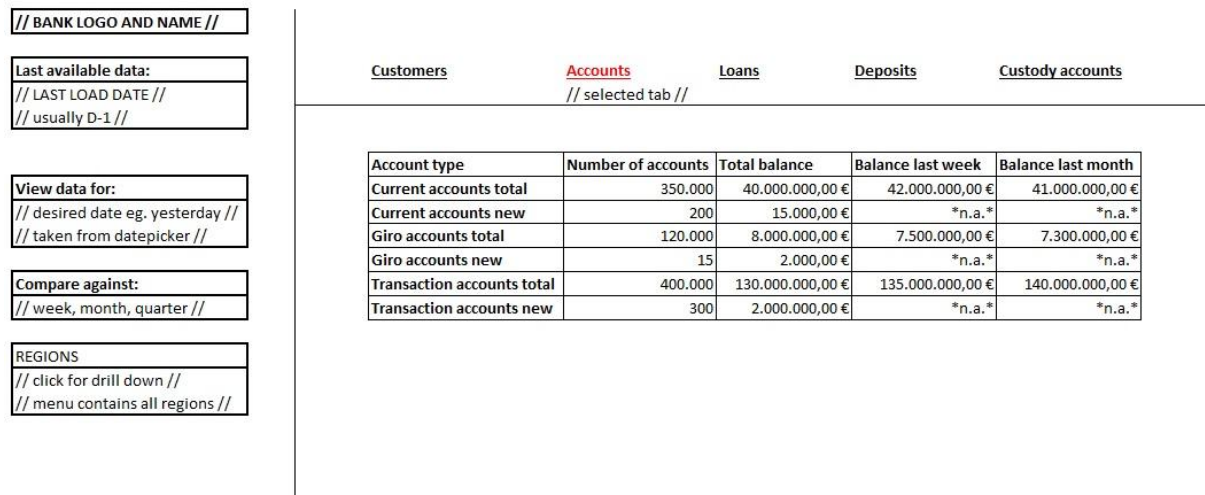 // BANK LOGO AND NAME //
Last available data:
// LAST LOAD DATE //
// usually D-1 //
View data for:
// desired date eg. yesterday //
// taken from datepicker //
Compare against:
// week, month, quarter //
REGIONS
// click for drill down //
// menu contains all regions //
Customers Accounts Loans Deposits Custody accounts
// selected tab //
Account type Number of accounts Total balance Balance last week Balance last month
Current accounts total 350.000 40.000.000,00 € 42.000.000,00 € 41.000.000,00 €
Current accounts new 200 15.000,00 € *n.a.* *n.a.*
Giro accounts total 120.000 8.000.000,00 € 7.500.000,00 € 7.300.000,00 €
Giro accounts new 15 2.000,00 € *n.a.* *n.a.*
Transaction accounts total 400.000 130.000.000,00 € 135.000.000,00 € 140.000.000,00 €
Transaction accounts new 300 2.000.000,00 € *n.a.* *n.a.*